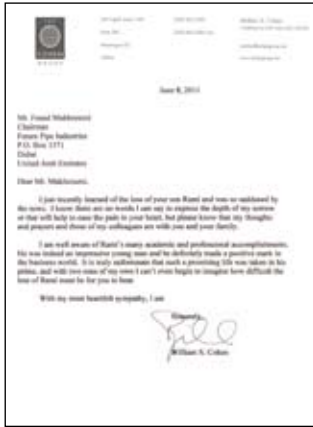 COHEN
GROUP
June 8, 2011
Mr. Fouad Makhzoumi
Chairman
Future Pipe Industries
P.O. Box 1371
Dubai
United Arab Emirates
Dear Mr. Makhzoumi,
I just recently learned of the loss of your son Rami and was so saddened by
the news. I know there are no words I can say to express the depth of my sorrow
or that will help to ease the pain in your heart, but please know that my thoughts
and prayers and those of my colleagues are with you and your family.
I am well aware of Rami's many academic and professional accomplishments.
He was indeed an impressive young man and he definitely made a positive mark in
the business world. It is truly unfortunate that such a promising life was taken in his
prime, and with two sons of my own I can't even begin to imagine how difficult the
loss of Rami must be for you to bear.
With my most heartfelt sympathy, I am
Sincerely,
William S. Cohen